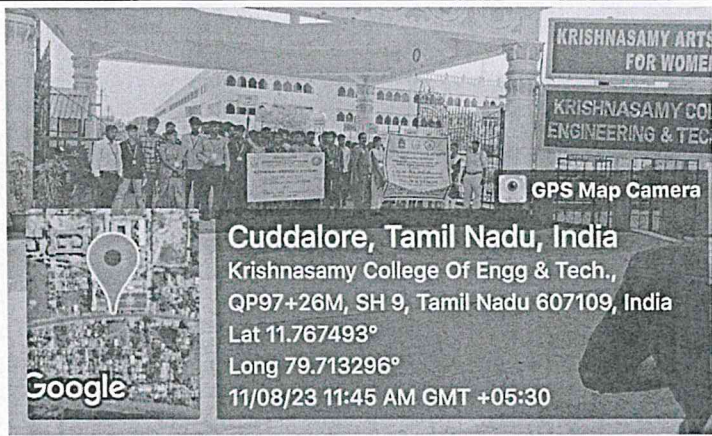 KRISHNASAMY ARTS
FOR WOME
KRISHNASAMY COL
ENGINEERING & TEC
GPS Map Camera
Cuddalore, Tamil Nadu, India
Krishnasamy College Of Engg & Tech.,
QP97+26M, SH 9, Tamil Nadu 607109, India
Lat 11.767493°
Long 79.713296°
11/08/23 11:45 AM GMT +05:30
Google